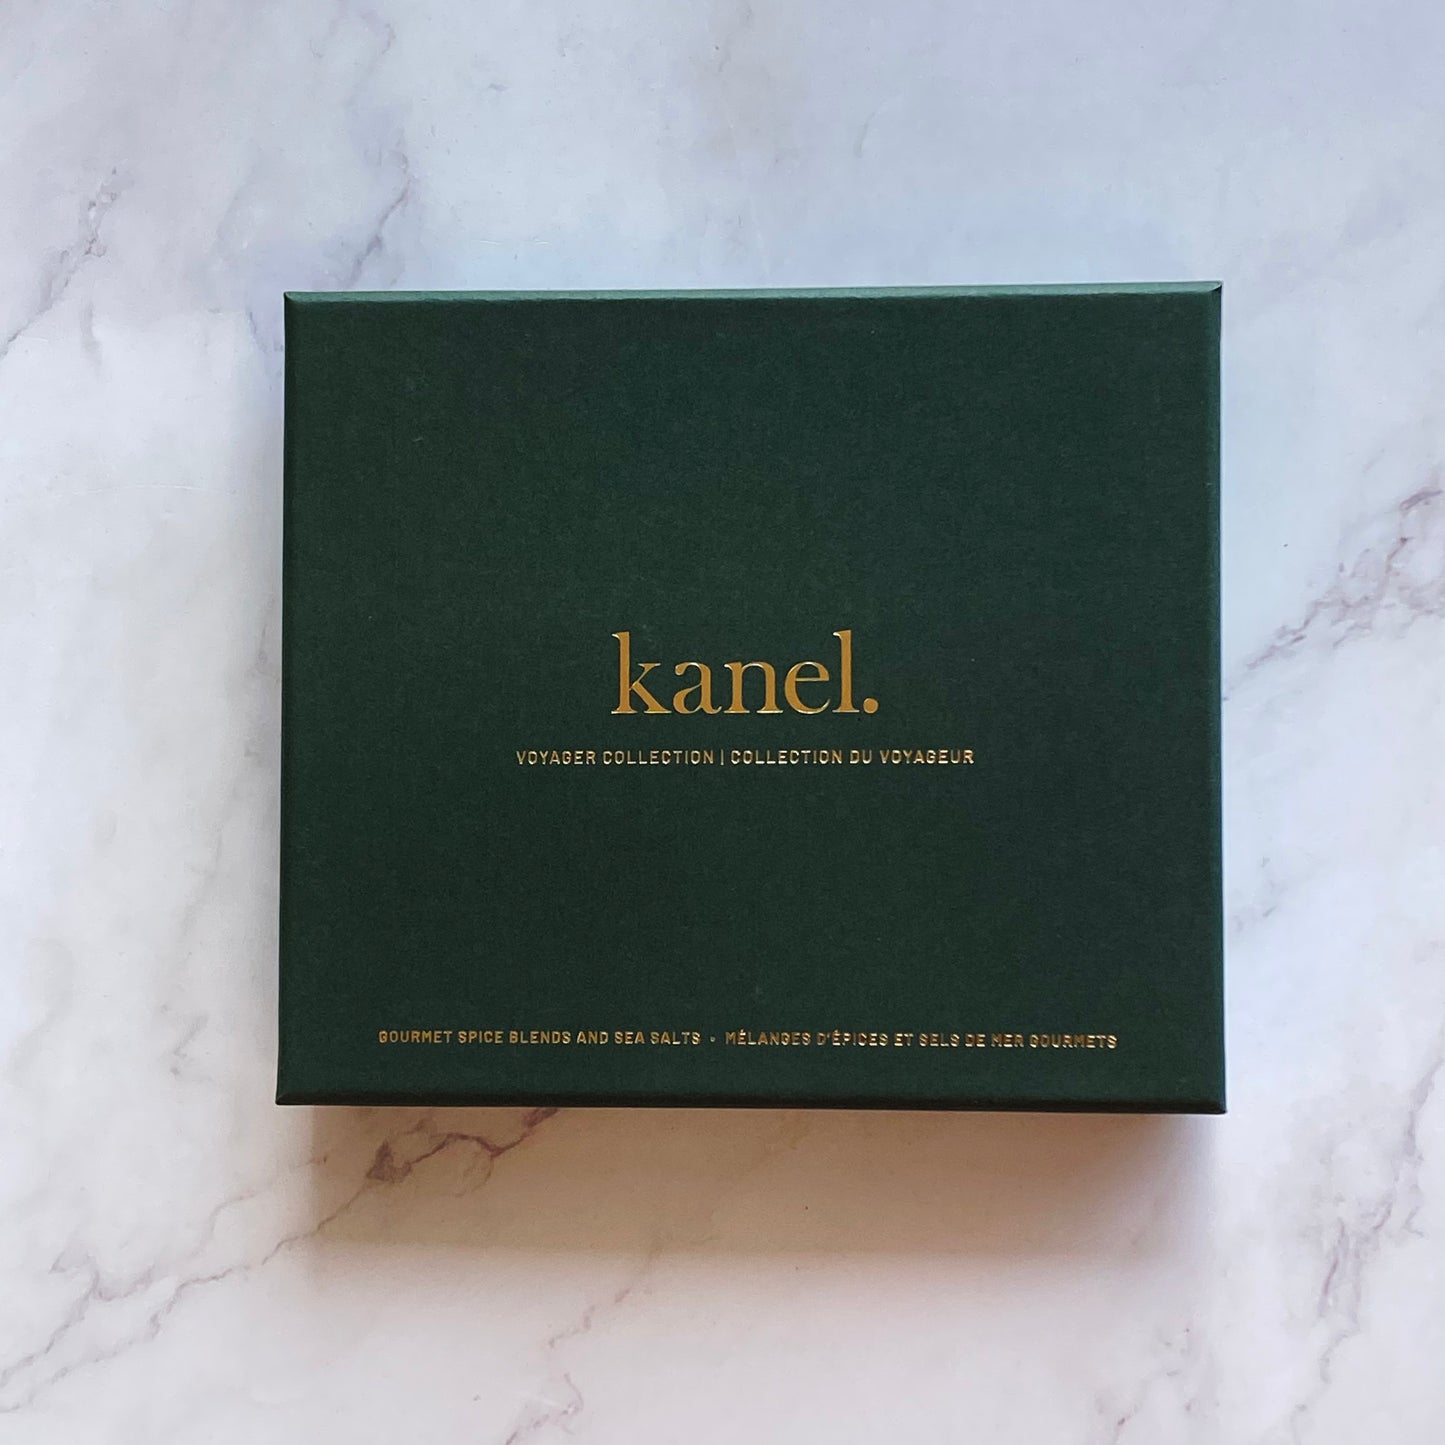 kanel.
VOYAGER COLLECTION | COLLECTION DU VOYAGEUR
GOURMET SPICE BLENDS AND SEA SALTS • MÉLANGES D'ÉPICES ET SELS DE MER GOURMETS